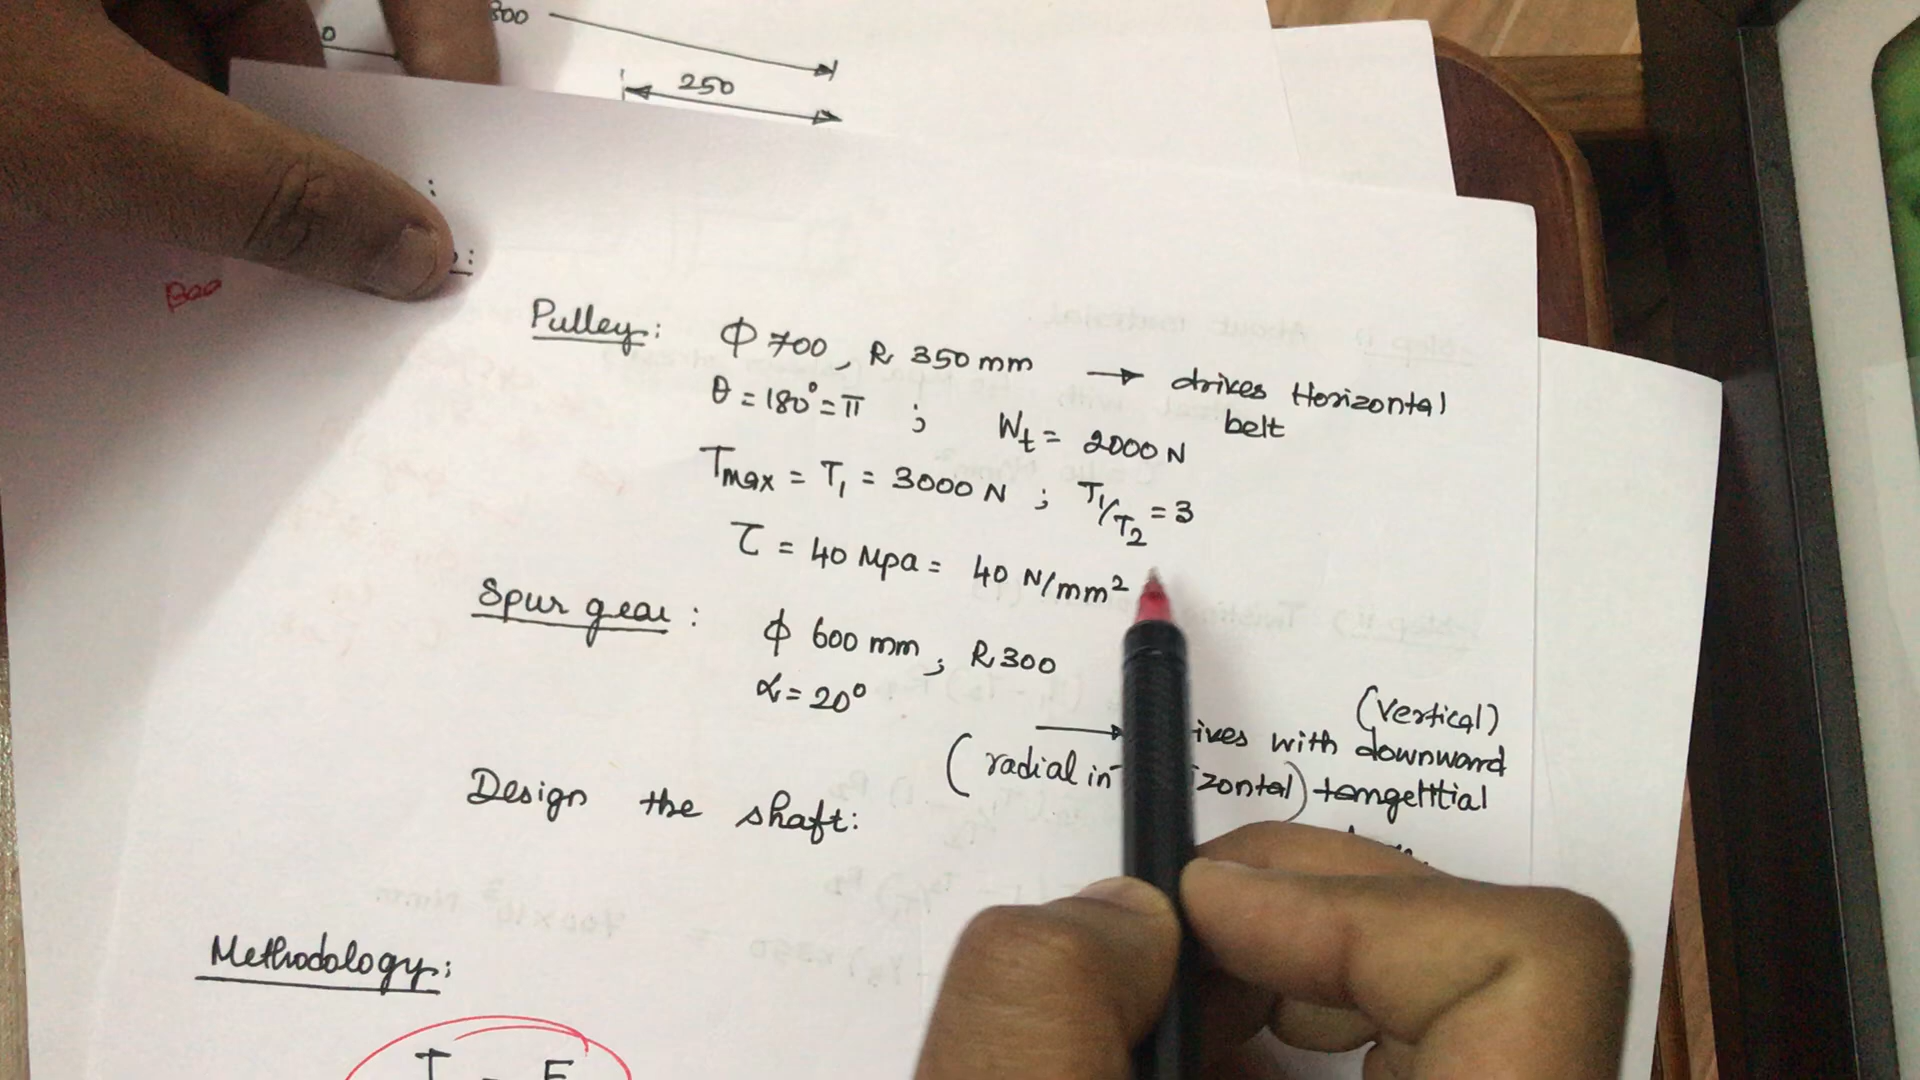 800
0
250
:
:
Pulley: Φ 700, R 350 mm → drives Horizontal
belt
θ = 180° = π ; Wt = 2000 N
Tmax = T1 = 3000 N ; T1/T2 = 3
τ = 40 Mpa = 40 N/mm²
Spur gear : ϕ 600 mm, R 300
α = 20°
(vertical)
→ ives with downward
(radial in zontal) tangetitial
Design the shaft:
Methodology: